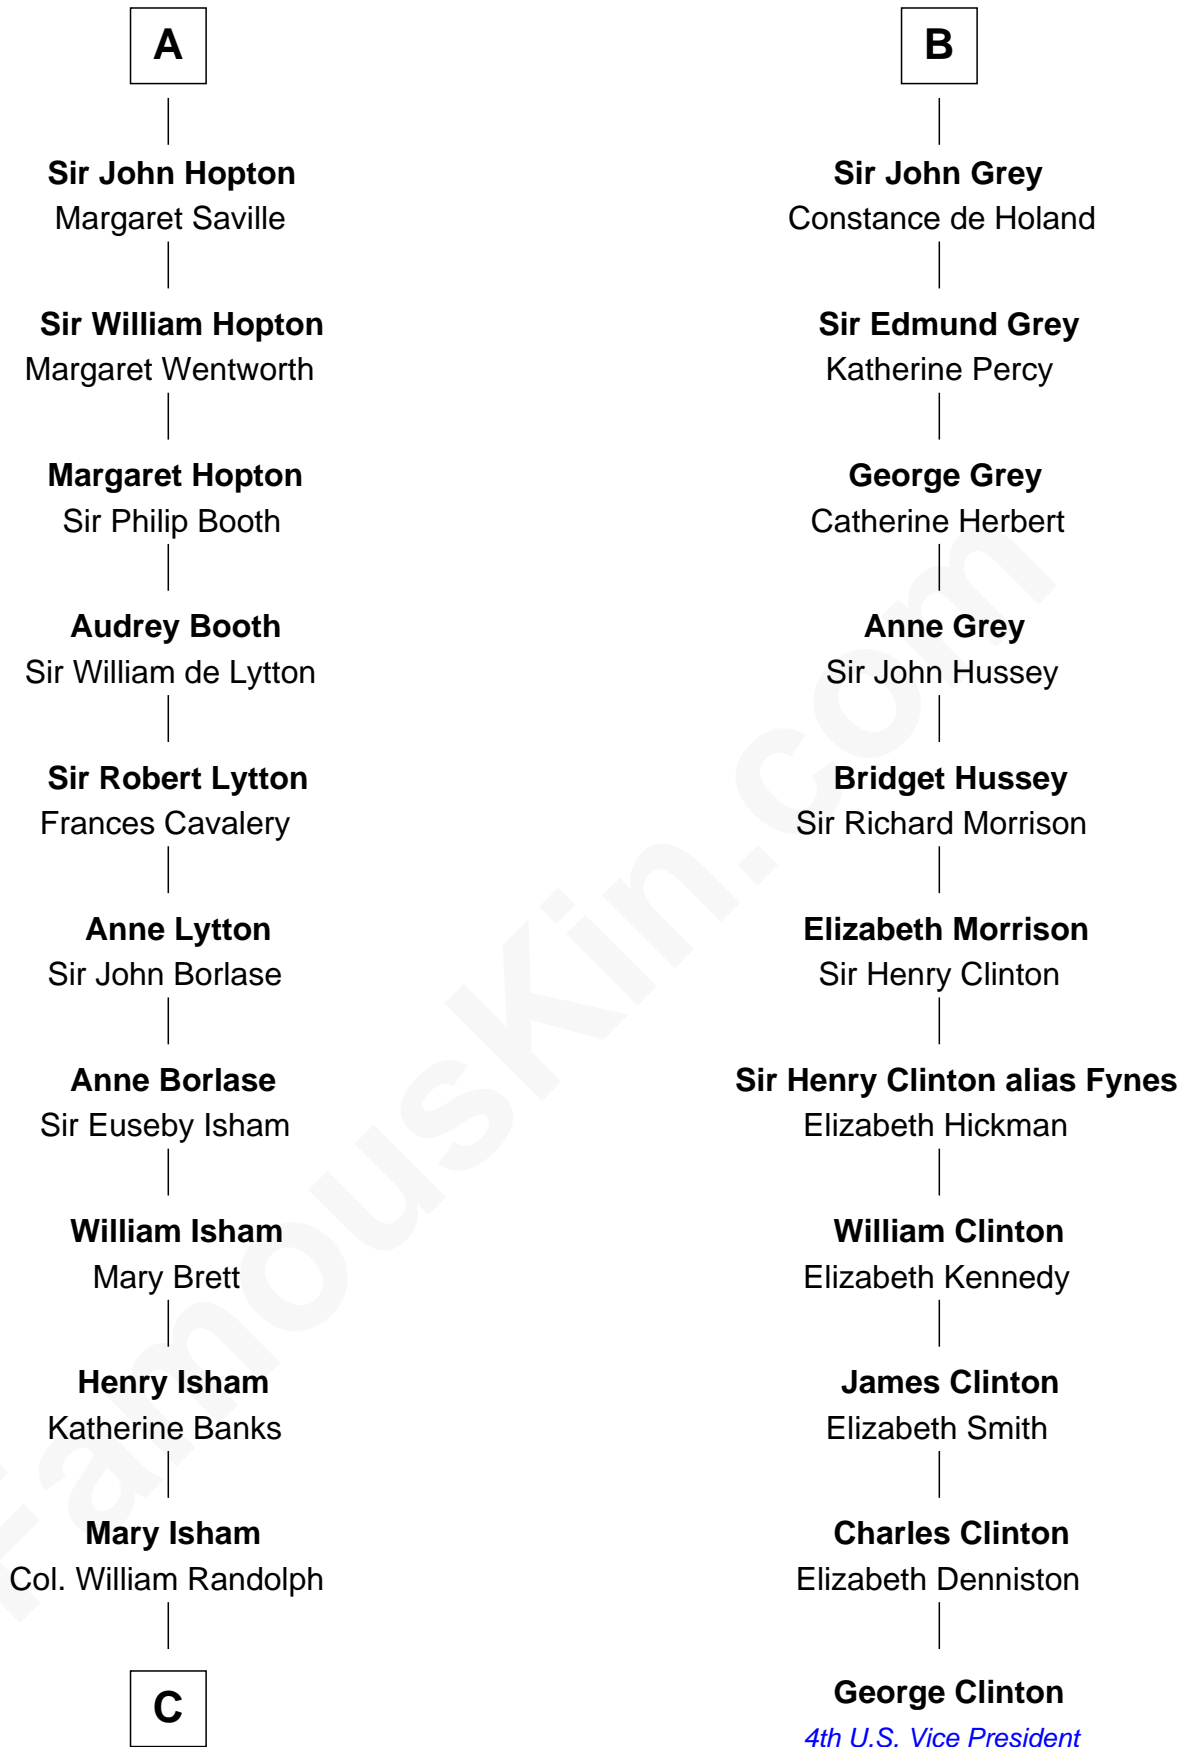 A
Sir John Hopton
Margaret Saville
Sir William Hopton
Margaret Wentworth
Margaret Hopton
Sir Philip Booth
Audrey Booth
Sir William de Lytton
Sir Robert Lytton
Frances Cavalery
Anne Lytton
Sir John Borlase
Anne Borlase
Sir Euseby Isham
William Isham
Mary Brett
Henry Isham
Katherine Banks
Mary Isham
Col. William Randolph
C
B
Sir John Grey
Constance de Holand
Sir Edmund Grey
Katherine Percy
George Grey
Catherine Herbert
Anne Grey
Sir John Hussey
Bridget Hussey
Sir Richard Morrison
Elizabeth Morrison
Sir Henry Clinton
Sir Henry Clinton alias Fynes
Elizabeth Hickman
William Clinton
Elizabeth Kennedy
James Clinton
Elizabeth Smith
Charles Clinton
Elizabeth Denniston
George Clinton
4th U.S. Vice President
FamousKin.com